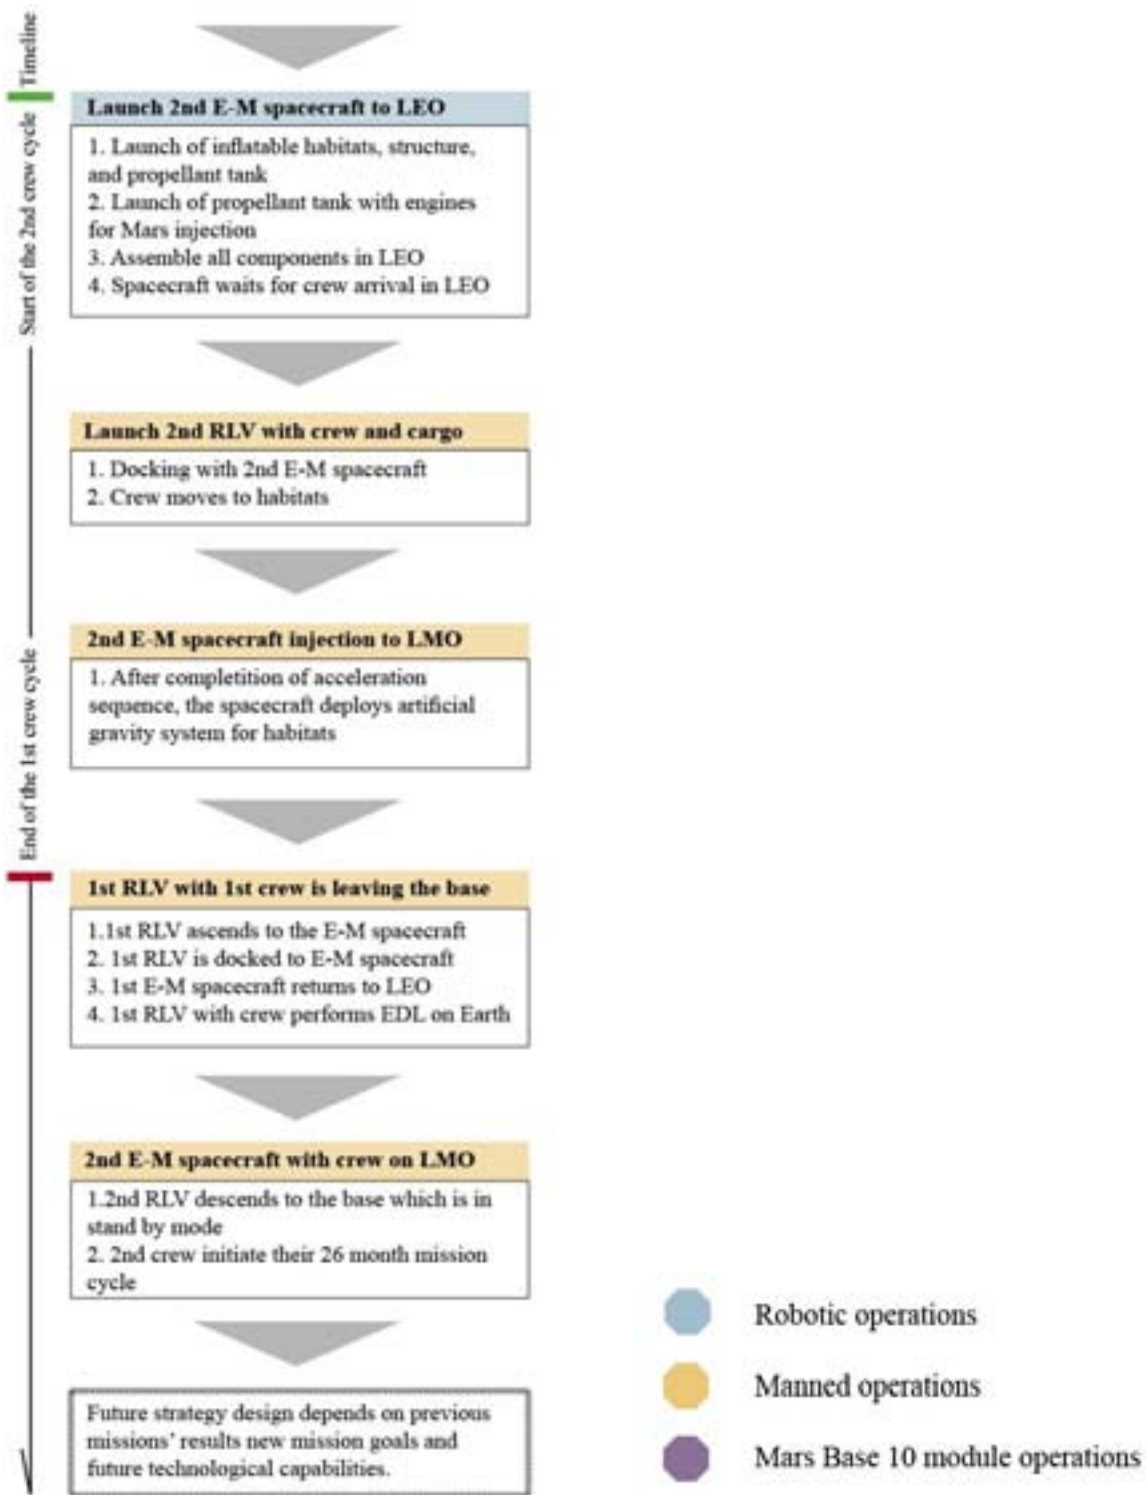 Timeline
Start of the 2nd crew cycle
End of the 1st crew cycle
Launch 2nd E-M spacecraft to LEO
1. Launch of inflatable habitats, structure,
and propellant tank
2. Launch of propellant tank with engines
for Mars injection
3. Assemble all components in LEO
4. Spacecraft waits for crew arrival in LEO
Launch 2nd RLV with crew and cargo
1. Docking with 2nd E-M spacecraft
2. Crew moves to habitats
2nd E-M spacecraft injection to LMO
1. After completition of acceleration
sequence, the spacecraft deploys artificial
gravity system for habitats
1st RLV with 1st crew is leaving the base
1.1st RLV ascends to the E-M spacecraft
2. 1st RLV is docked to E-M spacecraft
3. 1st E-M spacecraft returns to LEO
4. 1st RLV with crew performs EDL on Earth
2nd E-M spacecraft with crew on LMO
1.2nd RLV descends to the base which is in
stand by mode
2. 2nd crew initiate their 26 month mission
cycle
Future strategy design depends on previous
missions' results new mission goals and
future technological capabilities.
Robotic operations
Manned operations
Mars Base 10 module operations